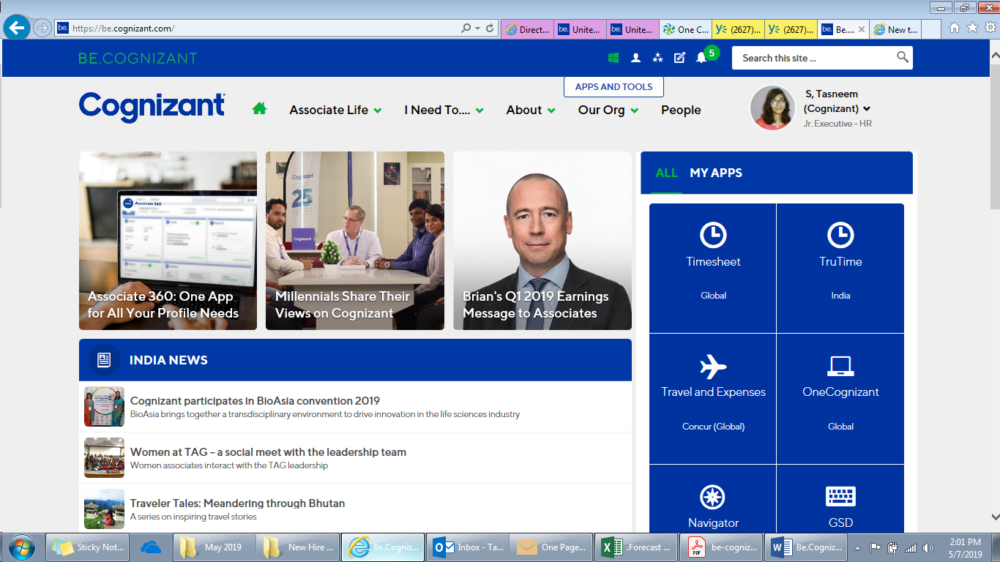 https://be.cognizant.com/
Direct...
Unite...
Unite...
One C...
(2627)...
(2627)...
Be....
New t...
BE.COGNIZANT
5
Search this site ...
APPS AND TOOLS
Cognizant
Associate Life
I Need To....
About
Our Org
People
S, Tasneem
(Cognizant)
Jr. Executive - HR
Associate 360
Associate 360: One App
for All Your Profile Needs
Cognizant
25
YEARS
Millennials Share Their
Views on Cognizant
Brian's Q1 2019 Earnings
Message to Associates
ALL MY APPS
Timesheet
Global
TruTime
India
Travel and Expenses
Concur (Global)
OneCognizant
Global
Navigator
GSD
INDIA NEWS
Cognizant participates in BioAsia convention 2019
BioAsia brings together a transdisciplinary environment to drive innovation in the life sciences industry
Women at TAG – a social meet with the leadership team
Women associates interact with the TAG leadership
Traveler Tales: Meandering through Bhutan
A series on inspiring travel stories
Sticky Not...
May 2019
New Hire ...
Be.Cogniz...
Inbox - Ta...
One Page...
.Forecast ...
be-cogniz...
Be.Cogniz...
2:01 PM
5/7/2019